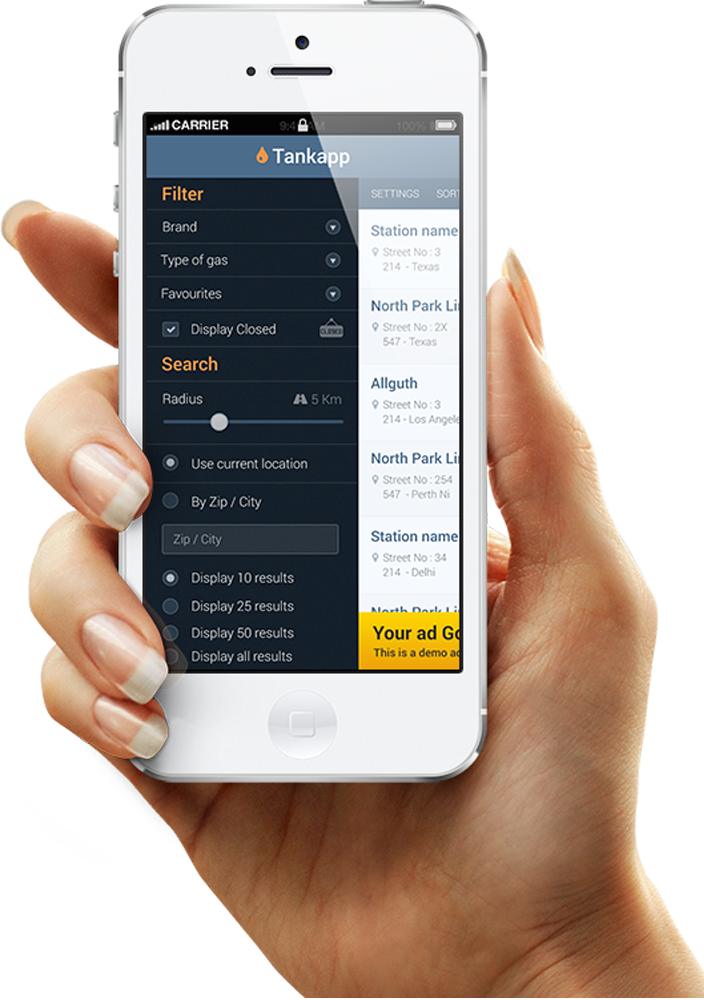 CARRIER
100%
Tankapp
Filter
Brand
Type of gas
Favourites
Display Closed
CLOSED
Search
Radius 5 Km
Use current location
By Zip / City
Zip / City
Display 10 results
Display 25 results
Display 50 results
Display all results
SETTINGS SORT
Station name
Street No : 3
214 - Texas
North Park Li
Street No : 2X
547 - Texas
Allguth
Street No : 3
214 - Los Angele
North Park Li
Street No : 254
547 - Perth Ni
Station name
Street No : 34
214 - Delhi
North Park Li
Your ad Go
This is a demo ad